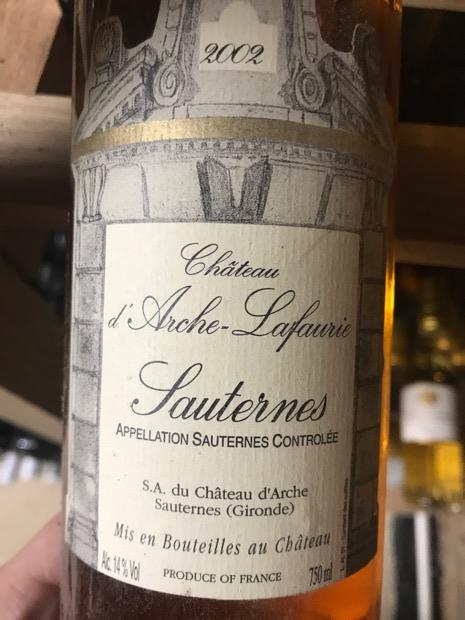 2002
Château
d'Arche-Lafaurie
Sauternes
APPELLATION SAUTERNES CONTROLÉE
S.A. du Château d'Arche
Sauternes (Gironde)
Mis en Bouteilles au Château
Alc. 14 % Vol
PRODUCE OF FRANCE
750 ml